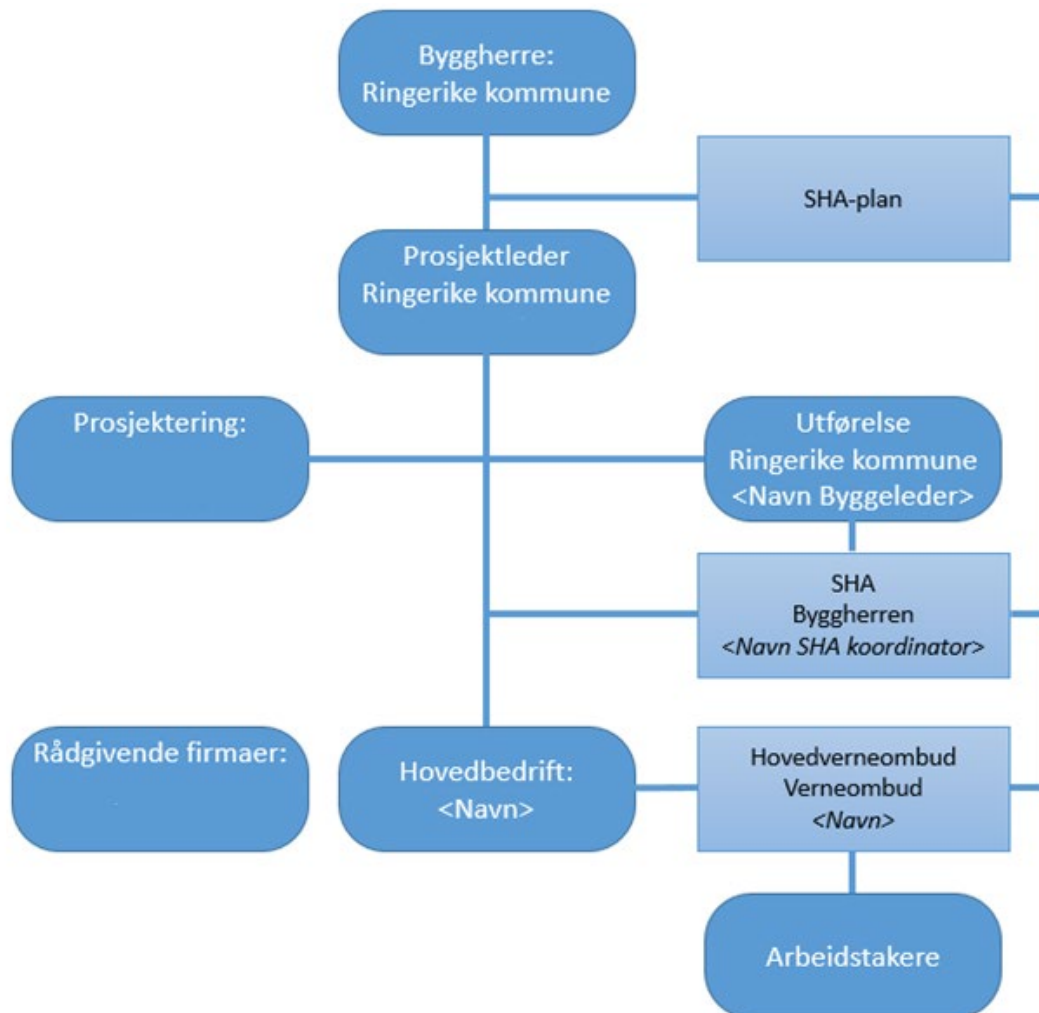 Byggherre:
Ringerike kommune
SHA-plan
Prosjektleder
Ringerike kommune
Prosjektering:
Utførelse
Ringerike kommune
<Navn Byggeleder>
SHA
Byggherren
<Navn SHA koordinator>
Rådgivende firmaer:
Hovedbedrift:
<Navn>
Hovedverneombud
Verneombud
<Navn>
Arbeidstakere